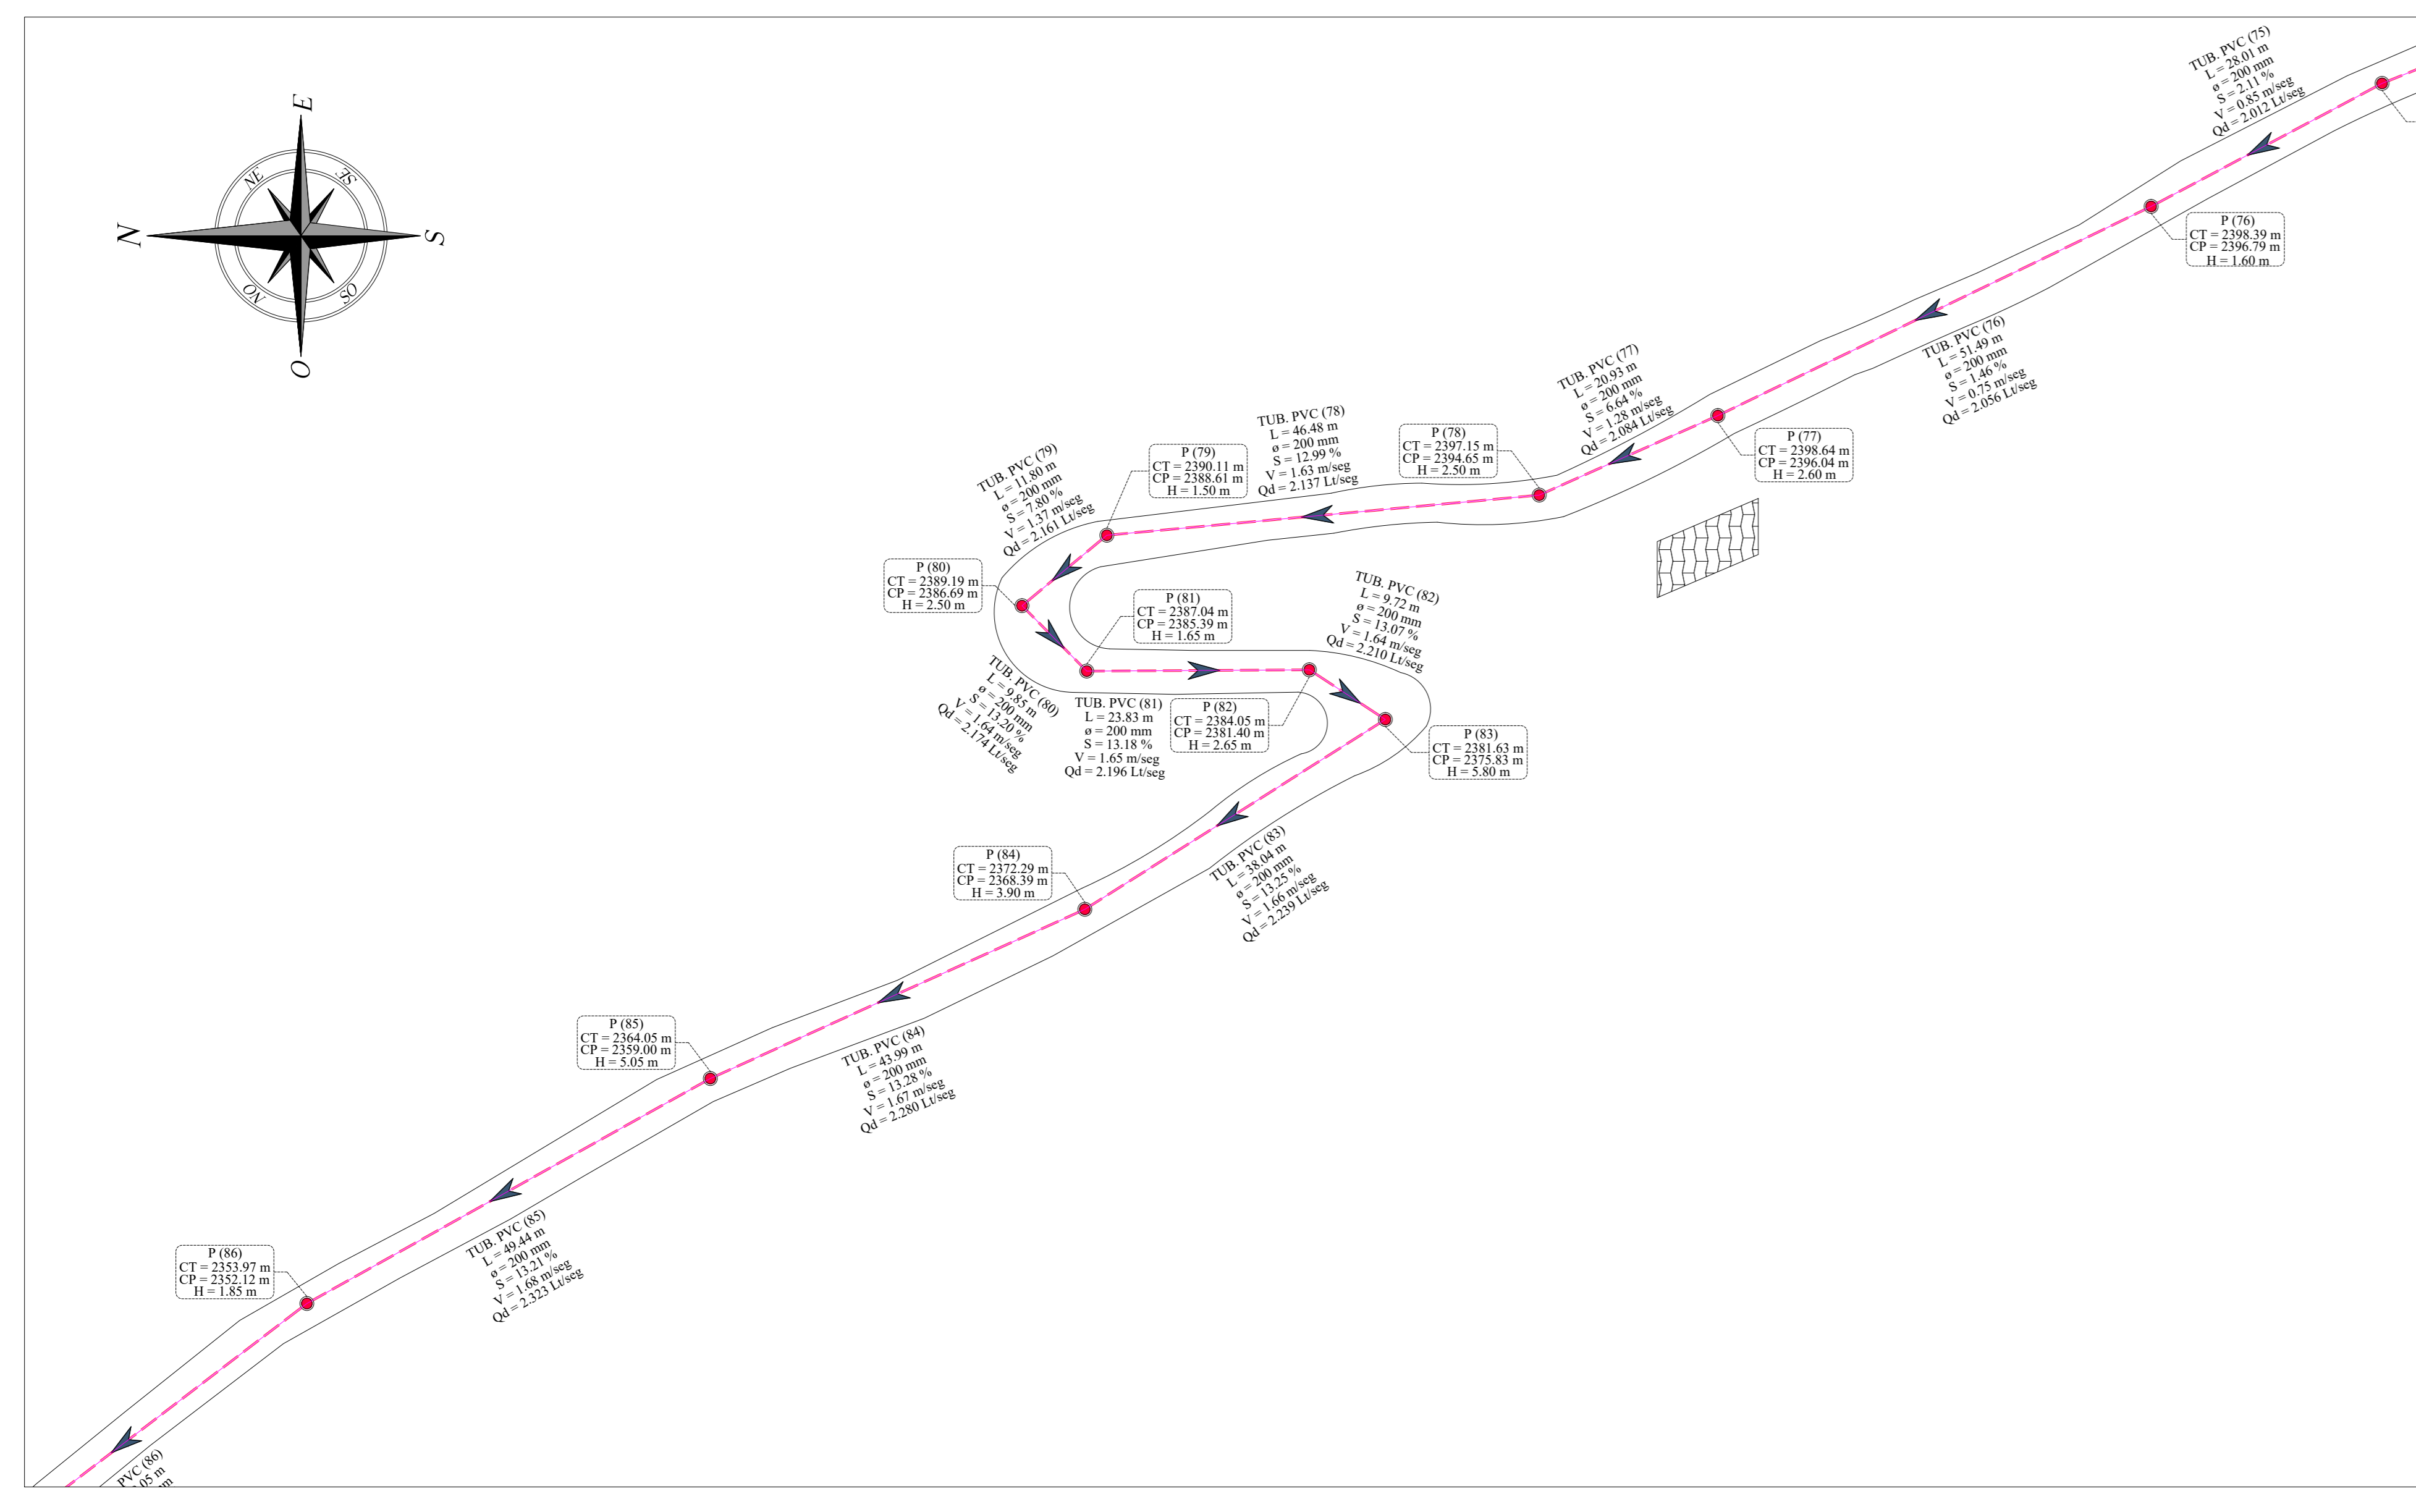 E
NE
SE
N
S
NO
SO
O
TUB. PVC (75)
L = 28.01 m
ø = 200 mm
S = 2.11 %
V = 0.85 m/seg
Qd = 2.012 Lt/seg
P (76)
CT = 2398.39 m
CP = 2396.79 m
H = 1.60 m
TUB. PVC (76)
L = 51.49 m
ø = 200 mm
S = 1.46 %
V = 0.75 m/seg
Qd = 2.056 Lt/seg
TUB. PVC (77)
L = 20.93 m
ø = 200 mm
S = 6.64 %
V = 1.28 m/seg
Qd = 2.084 Lt/seg
P (77)
CT = 2398.64 m
CP = 2396.04 m
H = 2.60 m
P (78)
CT = 2397.15 m
CP = 2394.65 m
H = 2.50 m
TUB. PVC (78)
L = 46.48 m
ø = 200 mm
S = 12.99 %
V = 1.63 m/seg
Qd = 2.137 Lt/seg
P (79)
CT = 2390.11 m
CP = 2388.61 m
H = 1.50 m
TUB. PVC (79)
L = 11.80 m
ø = 200 mm
S = 7.80 %
V = 1.37 m/seg
Qd = 2.161 Lt/seg
P (80)
CT = 2389.19 m
CP = 2386.69 m
H = 2.50 m
P (81)
CT = 2387.04 m
CP = 2385.39 m
H = 1.65 m
TUB. PVC (82)
L = 9.72 m
ø = 200 mm
S = 13.07 %
V = 1.64 m/seg
Qd = 2.210 Lt/seg
TUB. PVC (80)
L = 9.85 m
ø = 200 mm
S = 13.20 %
V = 1.64 m/seg
Qd = 2.174 Lt/seg
TUB. PVC (81)
L = 23.83 m
ø = 200 mm
S = 13.18 %
V = 1.65 m/seg
Qd = 2.196 Lt/seg
P (82)
CT = 2384.05 m
CP = 2381.40 m
H = 2.65 m
P (83)
CT = 2381.63 m
CP = 2375.83 m
H = 5.80 m
TUB. PVC (83)
L = 38.04 m
ø = 200 mm
S = 13.25 %
V = 1.66 m/seg
Qd = 2.239 Lt/seg
P (84)
CT = 2372.29 m
CP = 2368.39 m
H = 3.90 m
TUB. PVC (84)
L = 43.99 m
ø = 200 mm
S = 13.28 %
V = 1.67 m/seg
Qd = 2.280 Lt/seg
P (85)
CT = 2364.05 m
CP = 2359.00 m
H = 5.05 m
TUB. PVC (85)
L = 49.44 m
ø = 200 mm
S = 13.21 %
V = 1.68 m/seg
Qd = 2.323 Lt/seg
P (86)
CT = 2353.97 m
CP = 2352.12 m
H = 1.85 m
PVC (86)
.05 m